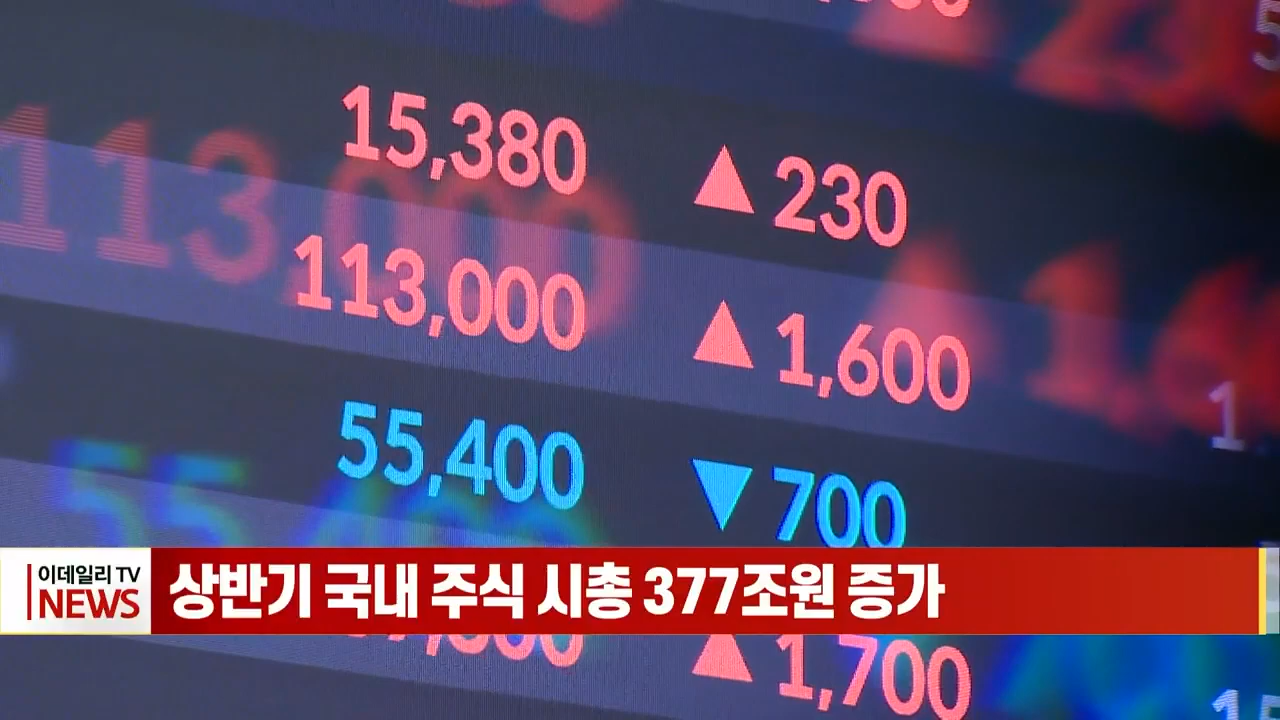 15,380 ▲230
113,000 ▲1,600
55,400 ▼700
이데일리 TV
NEWS
상반기 국내 주식 시총 377조원 증가
▲1,700